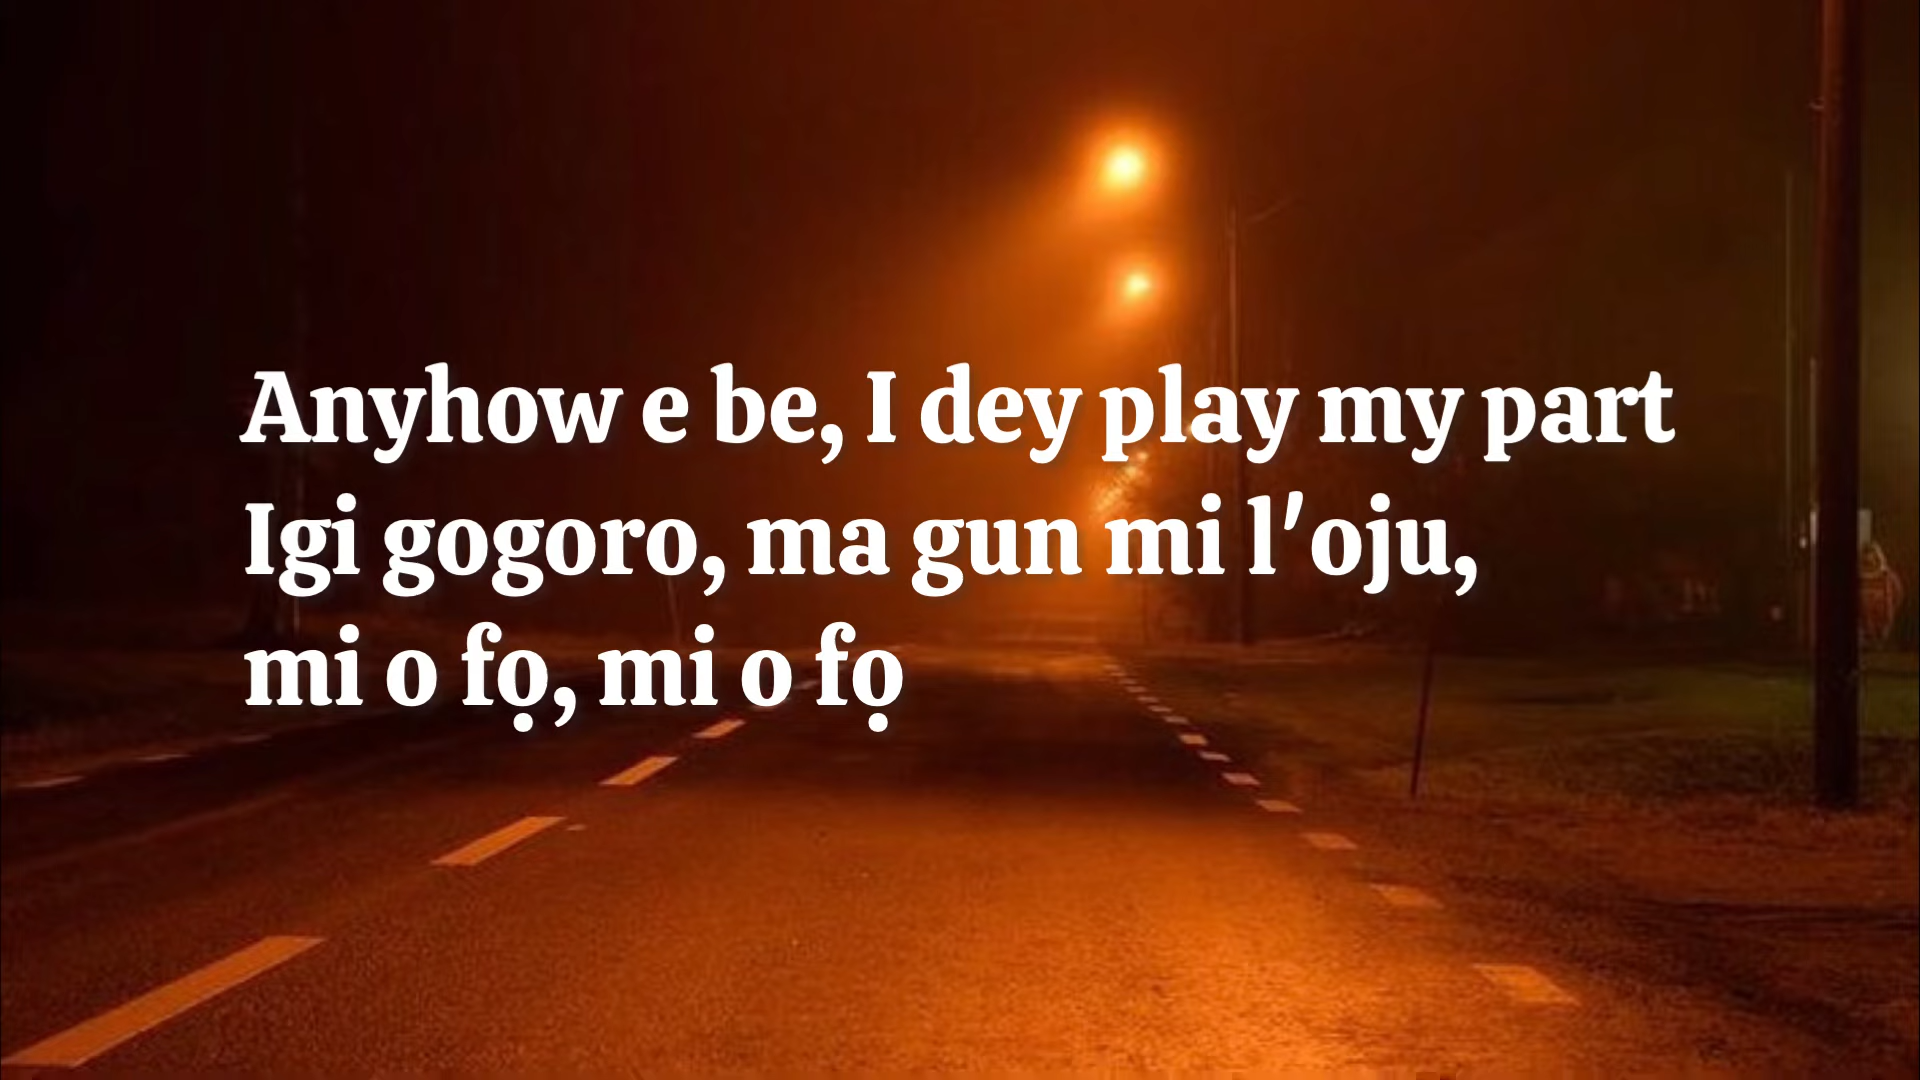 Anyhow e be, I dey play my part
Igi gogoro, ma gun mi l'oju,
mi o fọ, mi o fọ